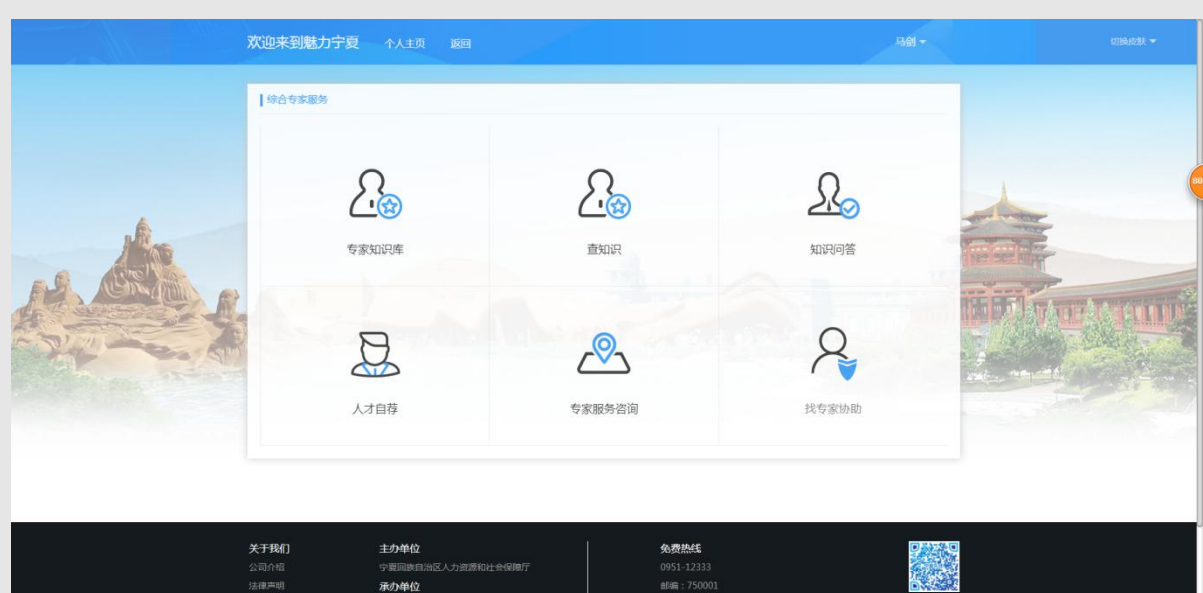 欢迎来到魅力宁夏 个人主页 返回 马剑 切换皮肤
综合专家服务
专家知识库 查知识 知识问答
人才自荐 专家服务咨询 找专家协助
关于我们 主办单位 免费热线
公司介绍 宁夏回族自治区人力资源和社会保障厅 0951-12333
法律声明 承办单位 邮编：750001